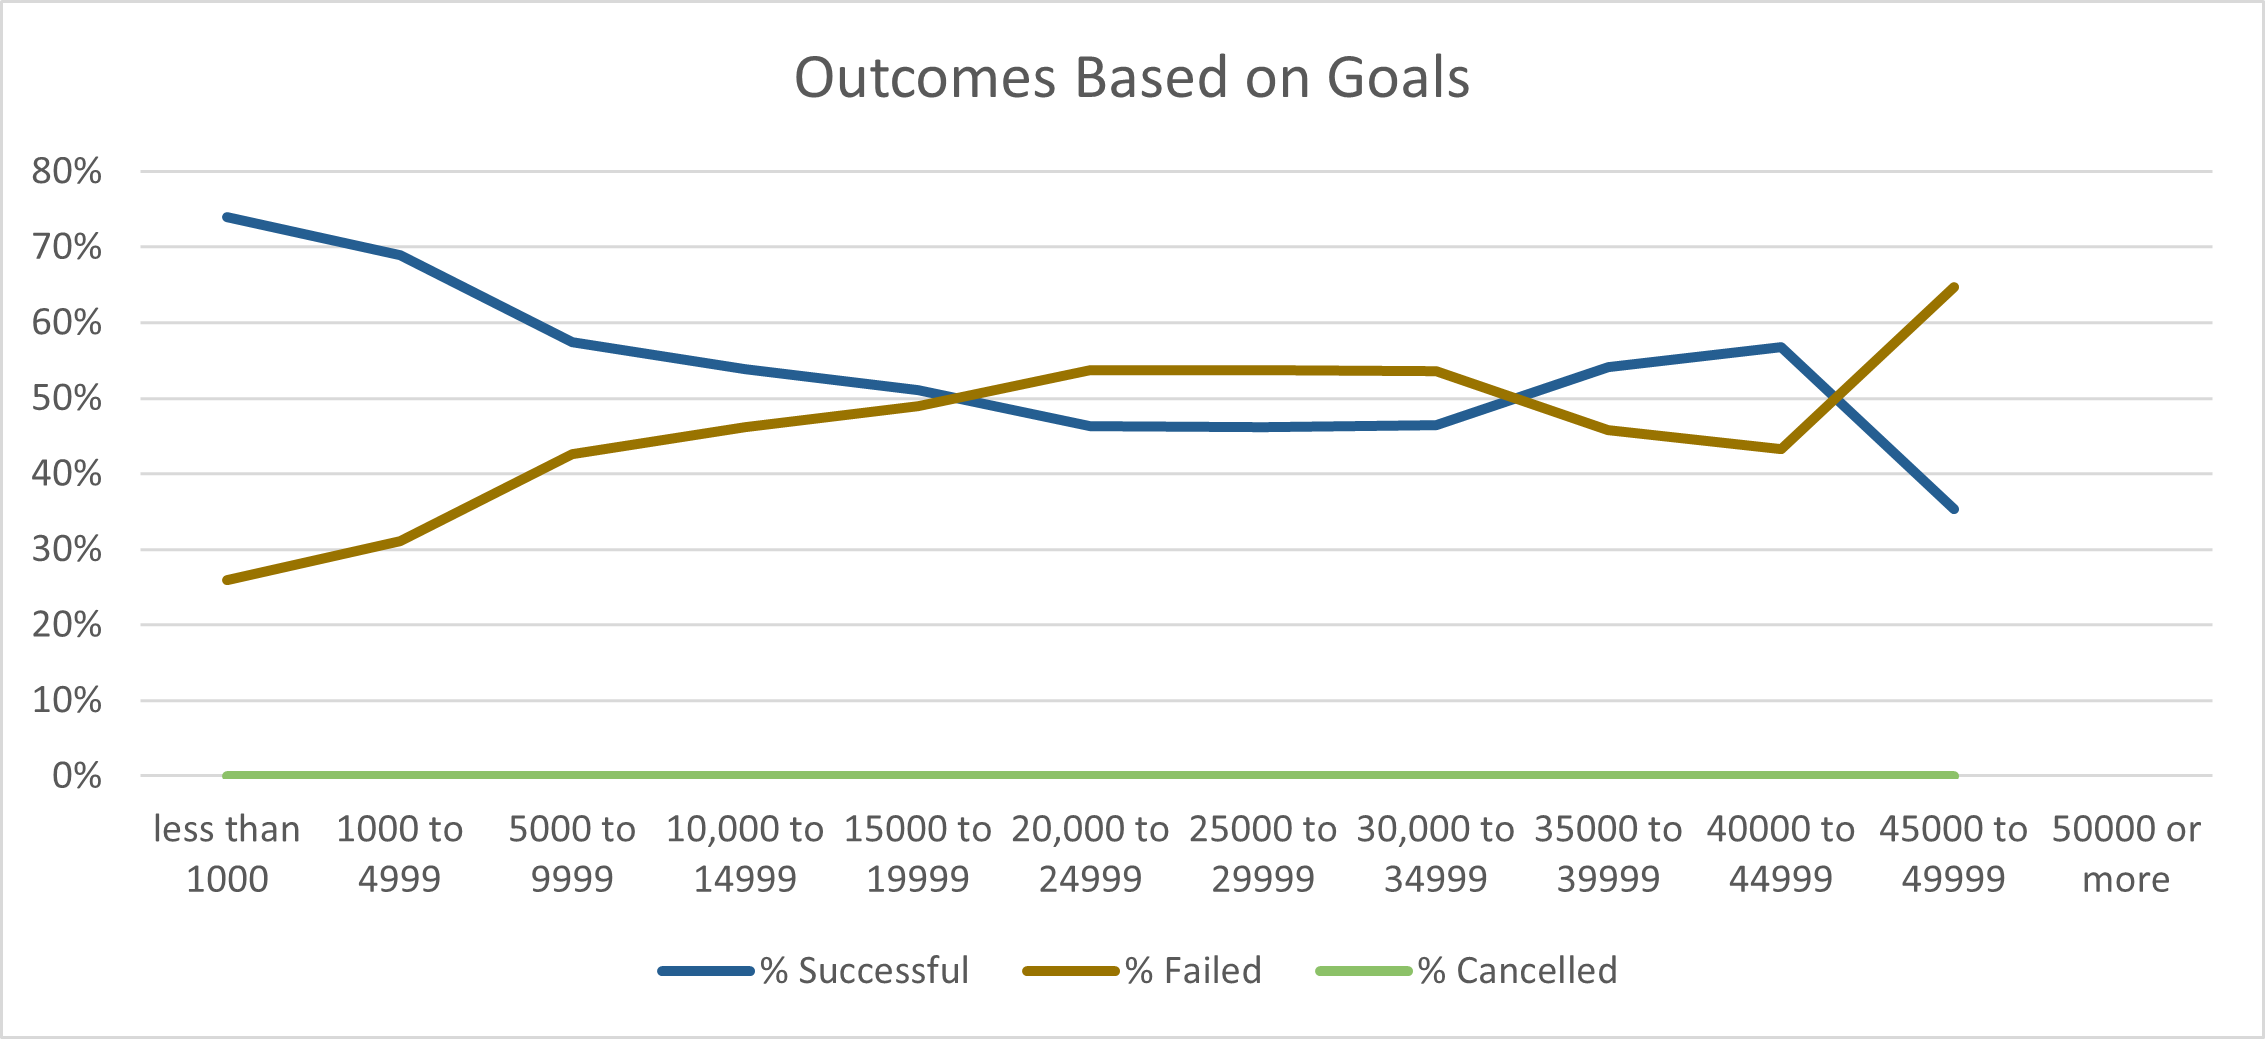 Outcomes Based on Goals
80%
70%
60%
50%
40%
30%
20%
10%
0%
less than 1000 to 5000 to 10,000 to 15000 to 20,000 to 25000 to 30,000 to 35000 to 40000 to 45000 to 50000 or
1000 4999 9999 14999 19999 24999 29999 34999 39999 44999 49999 more
% Successful % Failed % Cancelled